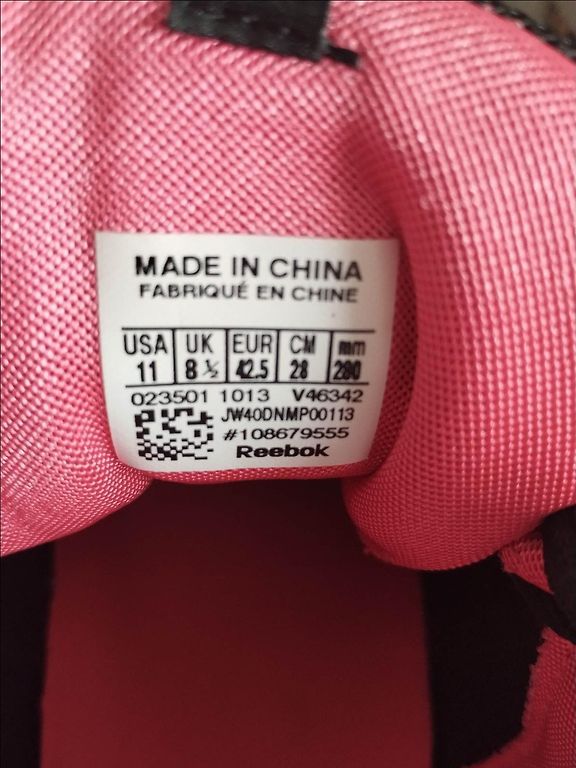 MADE IN CHINA
FABRIQUÉ EN CHINE
USA UK EUR CM mm
11 8 ½ 42.5 28 280
023501 1013 V46342
JW40DNMP00113
#108679555
Reebok